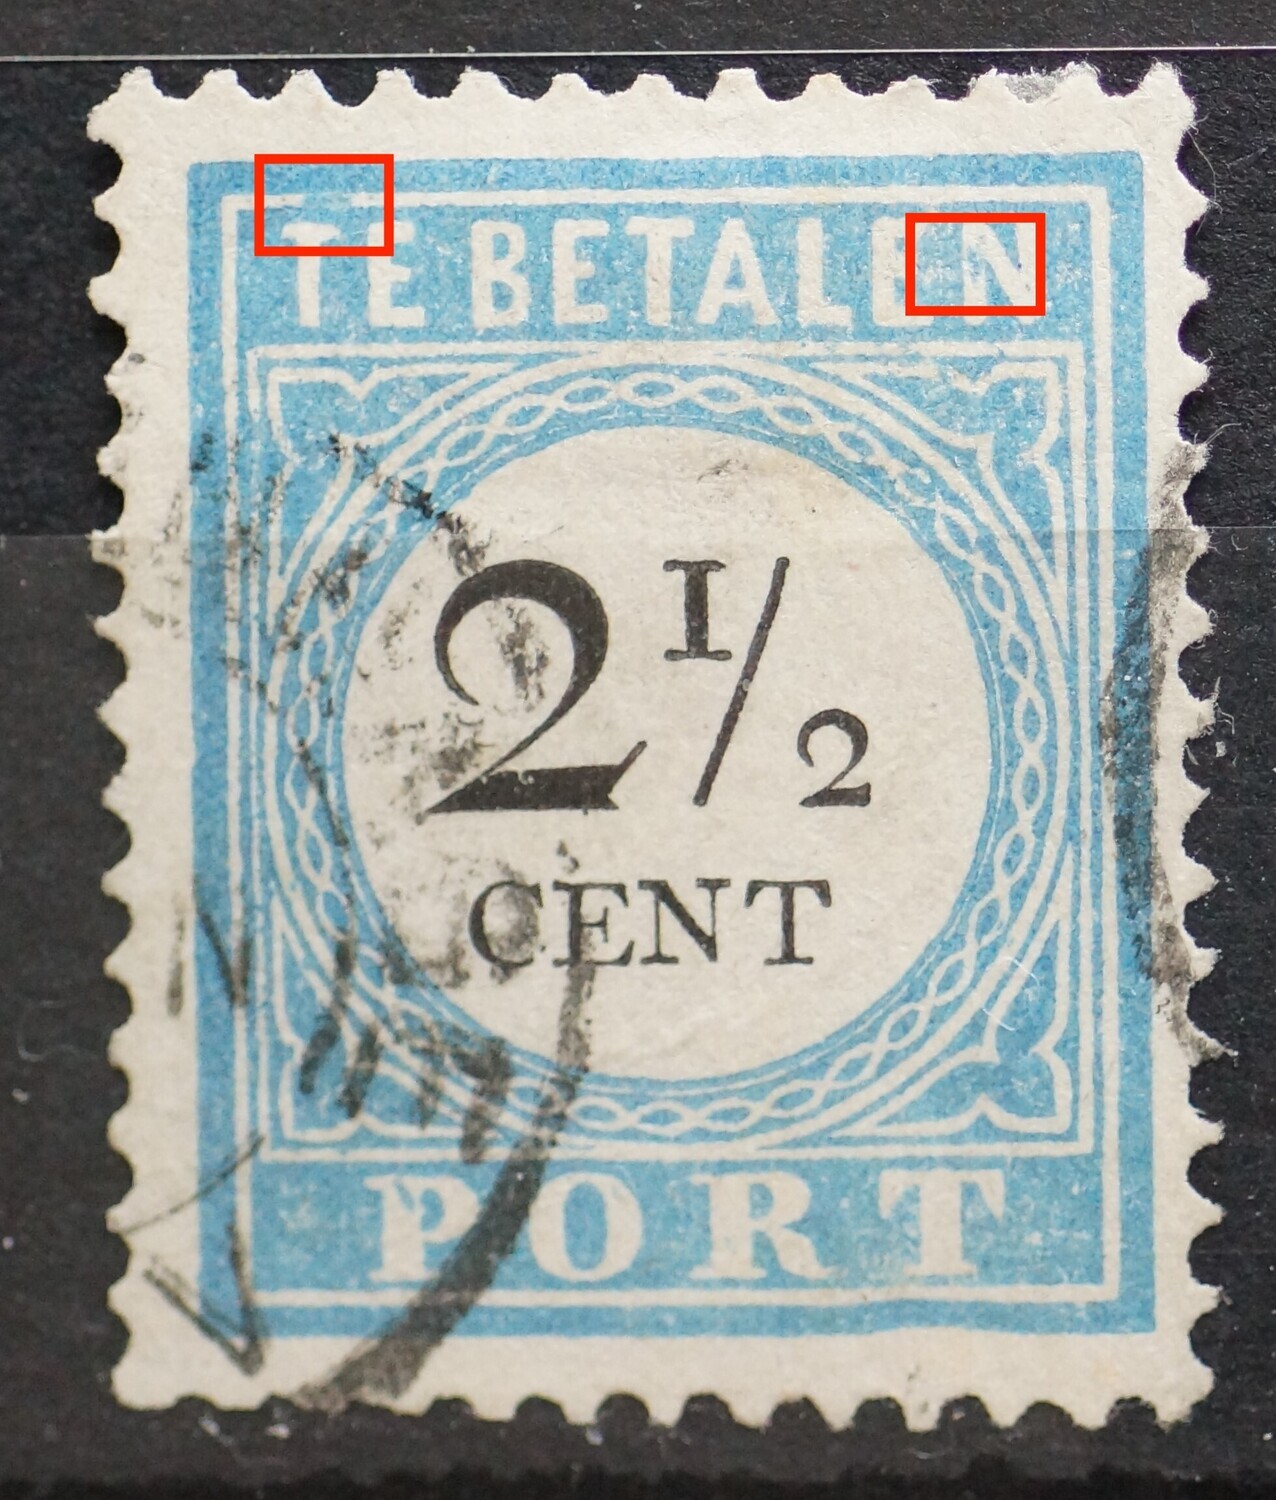 TE BETALEN
2 1/2
CENT
PORT